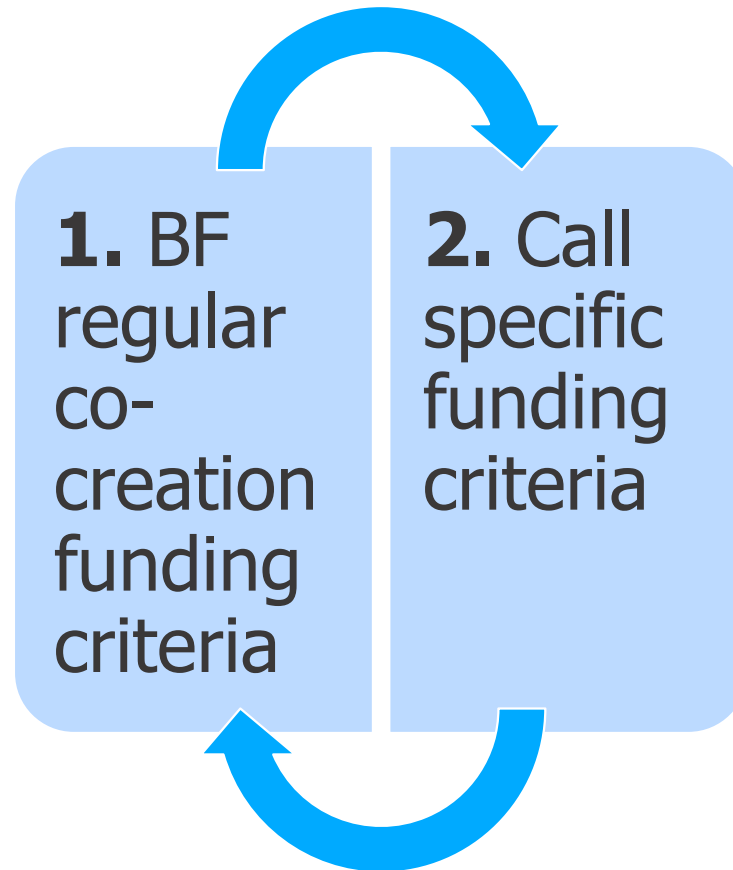 1. BF
regular
co-
creation
funding
criteria
2. Call
specific
funding
criteria